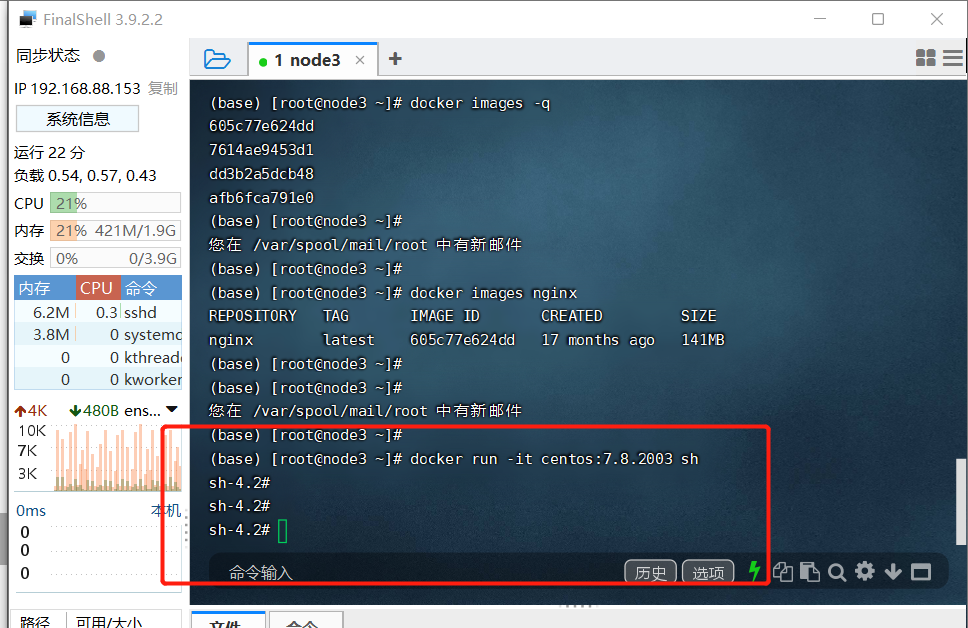 FinalShell 3.9.2.2
同步状态
IP 192.168.88.153 复制
系统信息
运行 22 分
负载 0.54, 0.57, 0.43
CPU 21%
内存 21% 421M/1.9G
交换 0% 0/3.9G
内存 CPU 命令
6.2M 0.3 sshd
3.8M 0 systemd
0 0 kthreade
0 0 kworker
4K 480B ens...
10K
7K
3K
0ms 本机
0
0
0
路径 可用/大小
1 node3
(base) [root@node3 ~]# docker images -q
605c77e624dd
7614ae9453d1
dd3b2a5dcb48
afb6fca791e0
(base) [root@node3 ~]#
您在 /var/spool/mail/root 中有新邮件
(base) [root@node3 ~]#
(base) [root@node3 ~]# docker images nginx
REPOSITORY TAG IMAGE ID CREATED SIZE
nginx latest 605c77e624dd 17 months ago 141MB
(base) [root@node3 ~]#
(base) [root@node3 ~]#
您在 /var/spool/mail/root 中有新邮件
(base) [root@node3 ~]#
(base) [root@node3 ~]# docker run -it centos:7.8.2003 sh
sh-4.2#
sh-4.2#
sh-4.2#
命令输入 历史 选项
文件 命令